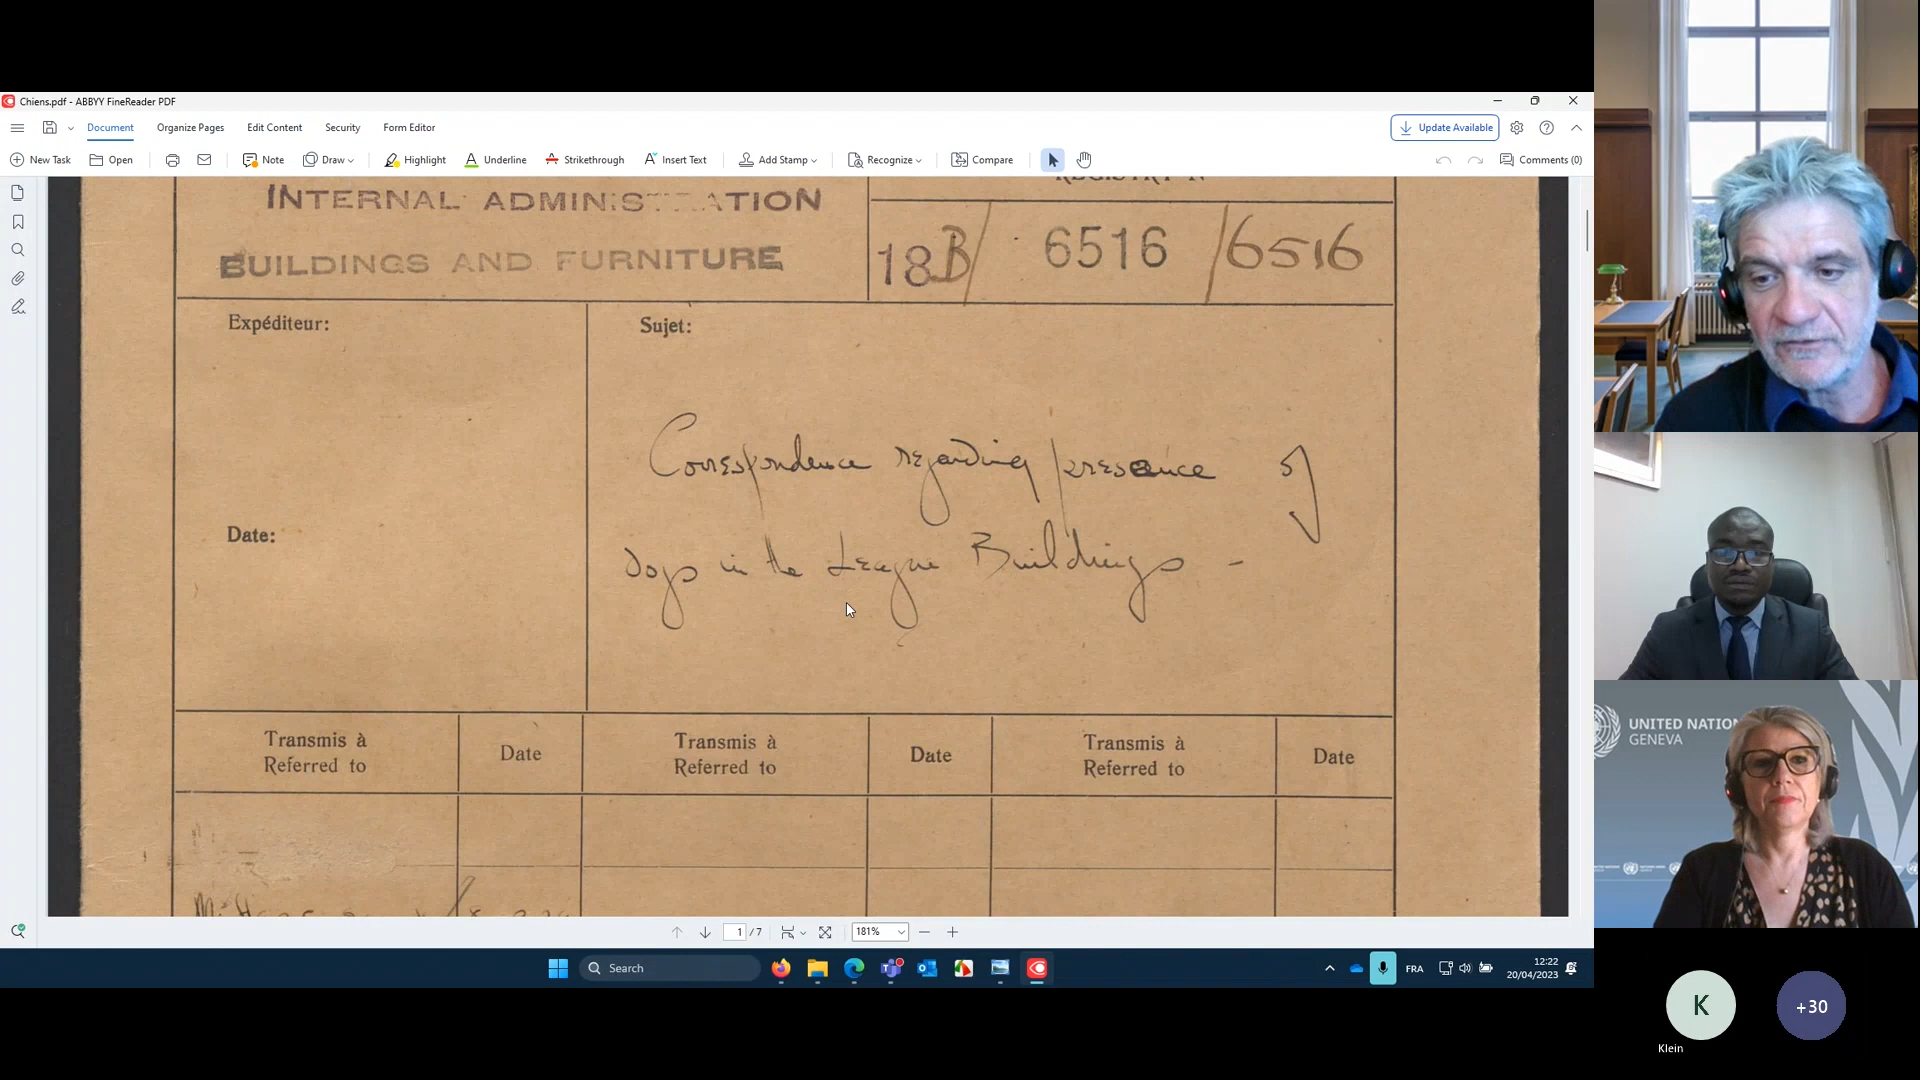 Chiens.pdf - ABBYY FineReader PDF
Document Organize Pages Edit Content Security Form Editor
Update Available
New Task Open Note Draw Highlight Underline Strikethrough Insert Text Add Stamp Recognize Compare Comments (0)
INTERNAL ADMINISTRATION
BUILDINGS AND FURNITURE
18B/ 6516 /6516
Expéditeur:
Sujet:
Correspondence regarding presence of
dogs in the League Buildings -
Date:
Transmis à Date Transmis à Date Transmis à Date
Referred to Referred to Referred to
1 / 7 181%
Search
FRA
12:22
20/04/2023
UNITED NATION
GENEVA
K
+30
Klein